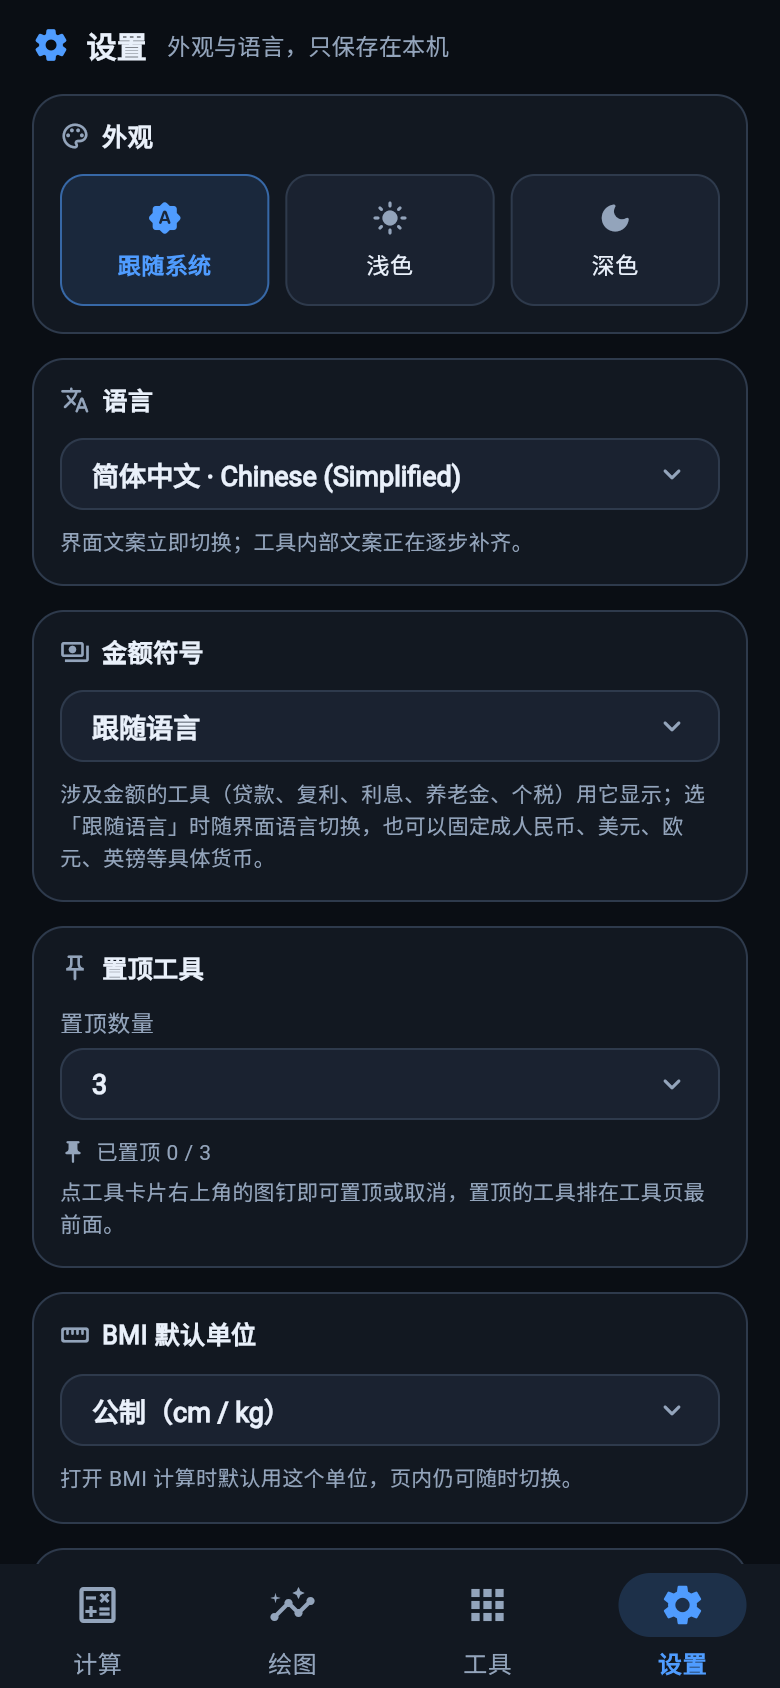 设置 外观与语言，只保存在本机
外观
A
跟随系统 浅色 深色
语言
简体中文 · Chinese (Simplified)
界面文案立即切换；工具内部文案正在逐步补齐。
金额符号
跟随语言
涉及金额的工具（贷款、复利、利息、养老金、个税）用它显示；选
「跟随语言」时随界面语言切换，也可以固定成人民币、美元、欧
元、英镑等具体货币。
置顶工具
置顶数量
3
已置顶 0 / 3
点工具卡片右上角的图钉即可置顶或取消，置顶的工具排在工具页最
前面。
BMI 默认单位
公制（cm / kg）
打开 BMI 计算时默认用这个单位，页内仍可随时切换。
计算 绘图 工具 设置